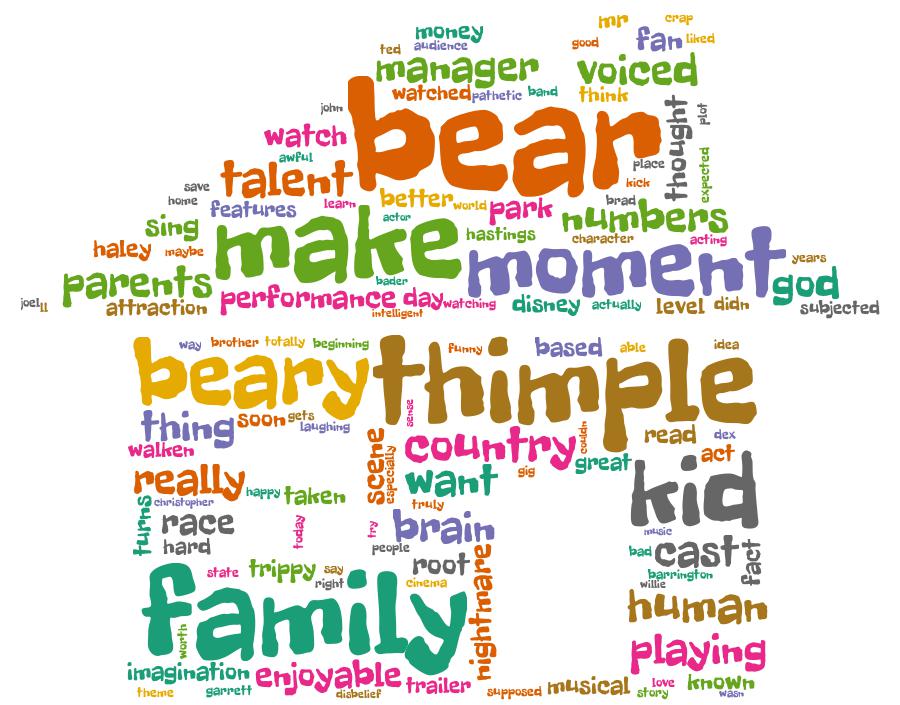 mr crap
money
fan liked
ted audience good
manager voiced
watched pathetic band think
john bear thought plot
watch
awful place
talent kick expected
save
home features learn better world park brad numbers
actor
sing make hastings character acting
haley maybe moment years
parents bader god
joel ll attraction performance day watching disney actually level didn subjected
intelligent
way brother totally beginning funny based able idea
beary thimple
thing soon gets sense
laughing country couldn read dex
walken scene great act
really especially want gig kid
happy taken
christopher truly
turns race today try brain music
hard people bad cast fact
state trippy say root barrington
right cinema willie
family nightmare human
worth playing
imagination enjoyable trailer love known
theme garrett disbelief supposed musical story wasn